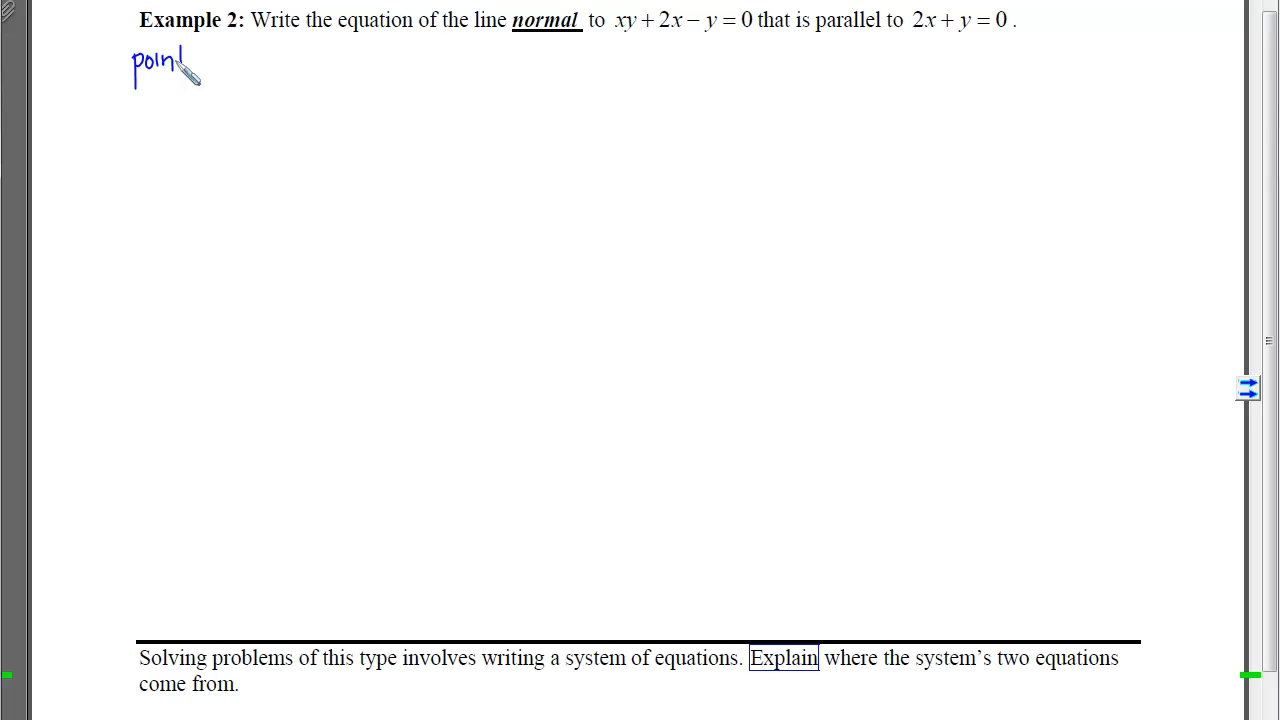 Example 2: Write the equation of the line normal to xy + 2x − y = 0 that is parallel to 2x + y = 0 .
poin
Solving problems of this type involves writing a system of equations. Explain where the system's two equations
come from.